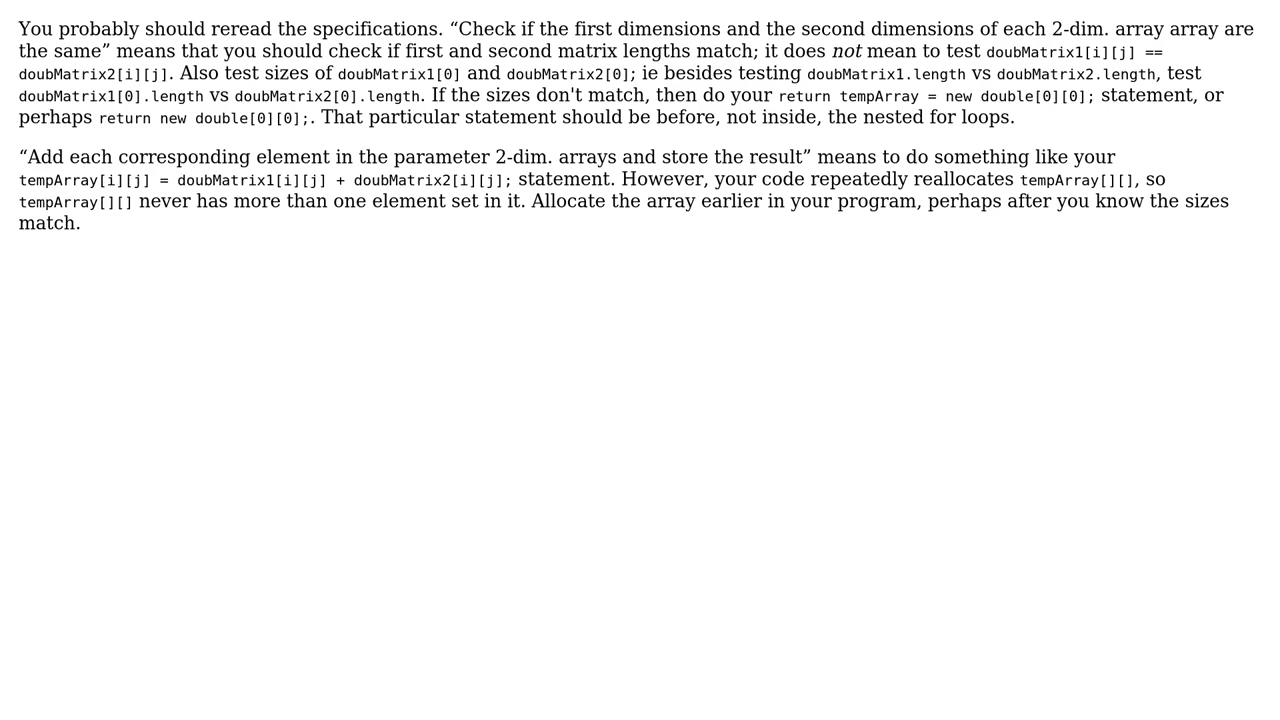 You probably should reread the specifications. “Check if the first dimensions and the second dimensions of each 2-dim. array array are
the same” means that you should check if first and second matrix lengths match; it does not mean to test doubMatrix1[i][j] ==
doubMatrix2[i][j]. Also test sizes of doubMatrix1[0] and doubMatrix2[0]; ie besides testing doubMatrix1.length vs doubMatrix2.length, test
doubMatrix1[0].length vs doubMatrix2[0].length. If the sizes don't match, then do your return tempArray = new double[0][0]; statement, or
perhaps return new double[0][0];. That particular statement should be before, not inside, the nested for loops.
“Add each corresponding element in the parameter 2-dim. arrays and store the result” means to do something like your
tempArray[i][j] = doubMatrix1[i][j] + doubMatrix2[i][j]; statement. However, your code repeatedly reallocates tempArray[][], so
tempArray[][] never has more than one element set in it. Allocate the array earlier in your program, perhaps after you know the sizes
match.